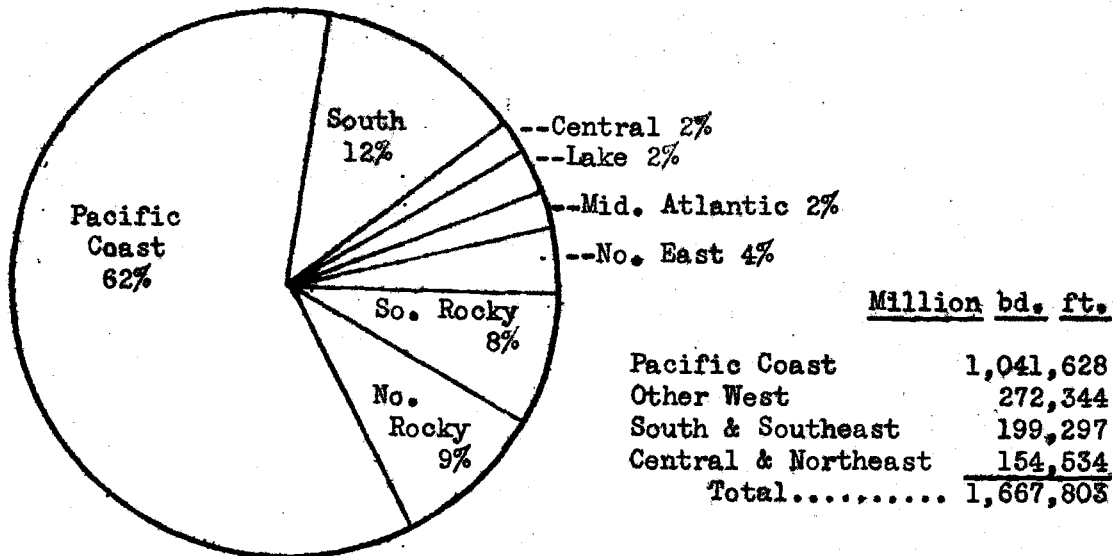 South
12%
--Central 2%
--Lake 2%
--Mid. Atlantic 2%
--No. East 4%
Pacific
Coast
62%
So. Rocky
8%
No.
Rocky
9%
Million bd. ft.
Pacific Coast 1,041,628
Other West 272,344
South & Southeast 199,297
Central & Northeast 154,534
Total.......... 1,667,803